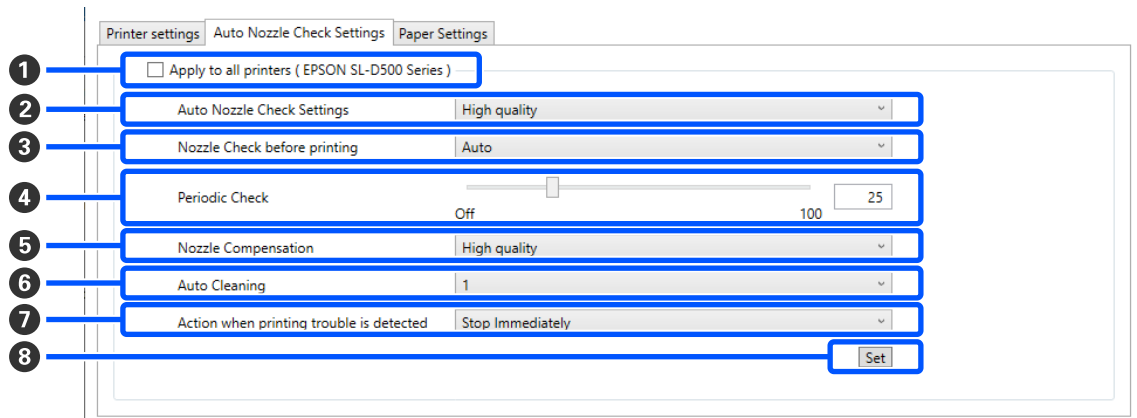 Printer settings Auto Nozzle Check Settings Paper Settings
1 Apply to all printers ( EPSON SL-D500 Series )
2 Auto Nozzle Check Settings High quality
3 Nozzle Check before printing Auto
4 Periodic Check 25
Off 100
5 Nozzle Compensation High quality
6 Auto Cleaning 1
7 Action when printing trouble is detected Stop Immediately
8 Set